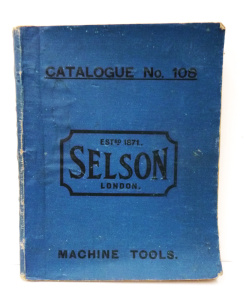 CATALOGUE No. 108
ESTD 1871.
SELSON
LONDON.
MACHINE TOOLS.